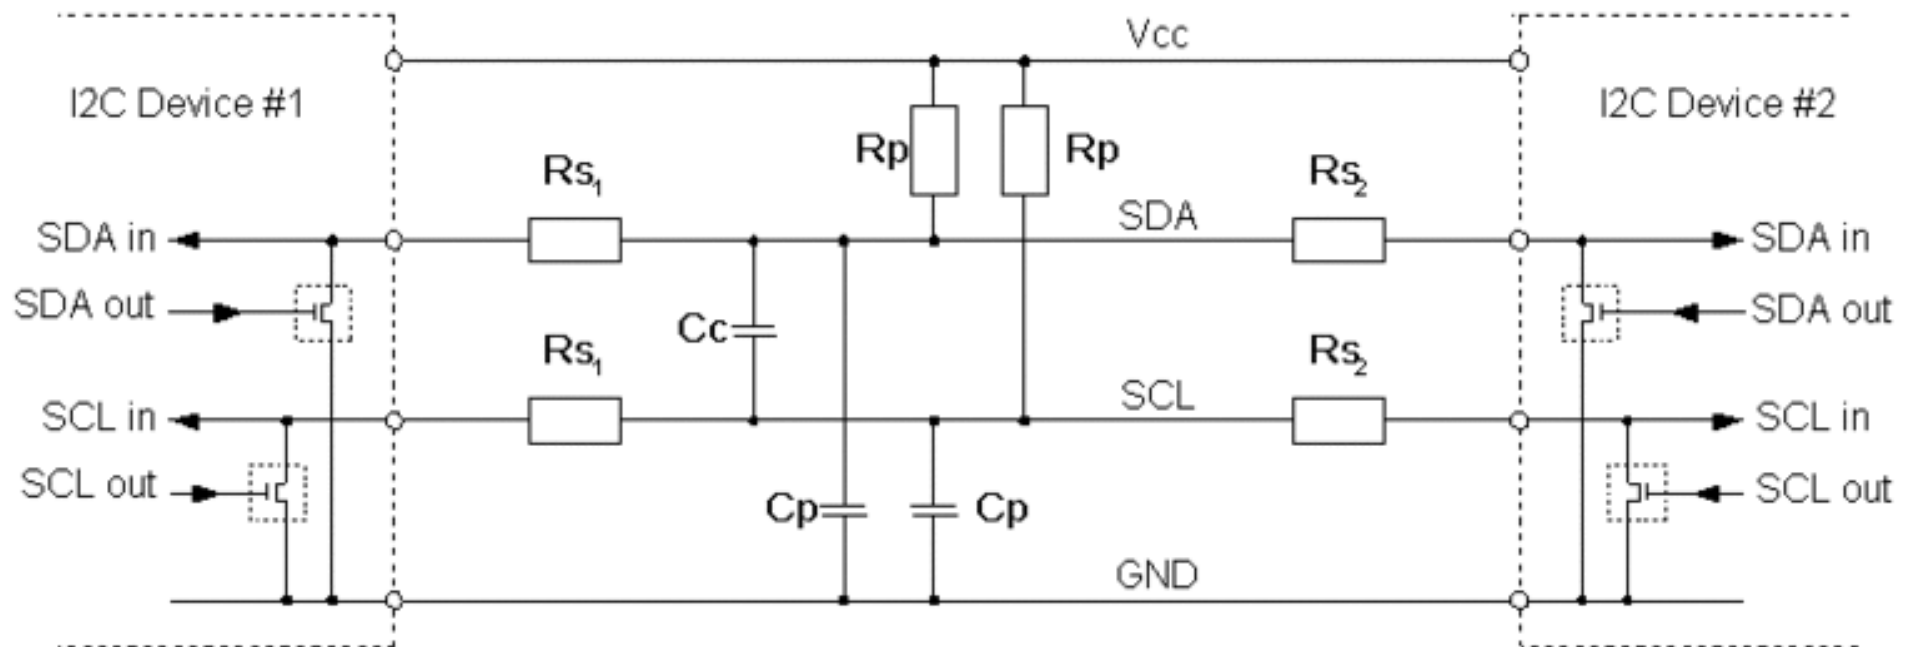 Vcc
I2C Device #1
I2C Device #2
Rp
Rp
Rs1
SDA
Rs2
SDA in
SDA in
SDA out
SDA out
Cc
Rs1
SCL
Rs2
SCL in
SCL in
SCL out
SCL out
Cp
Cp
GND